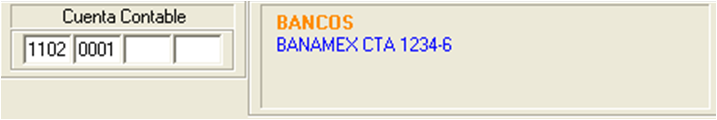 Cuenta Contable
1102 0001
BANCOS
BANAMEX CTA 1234-6